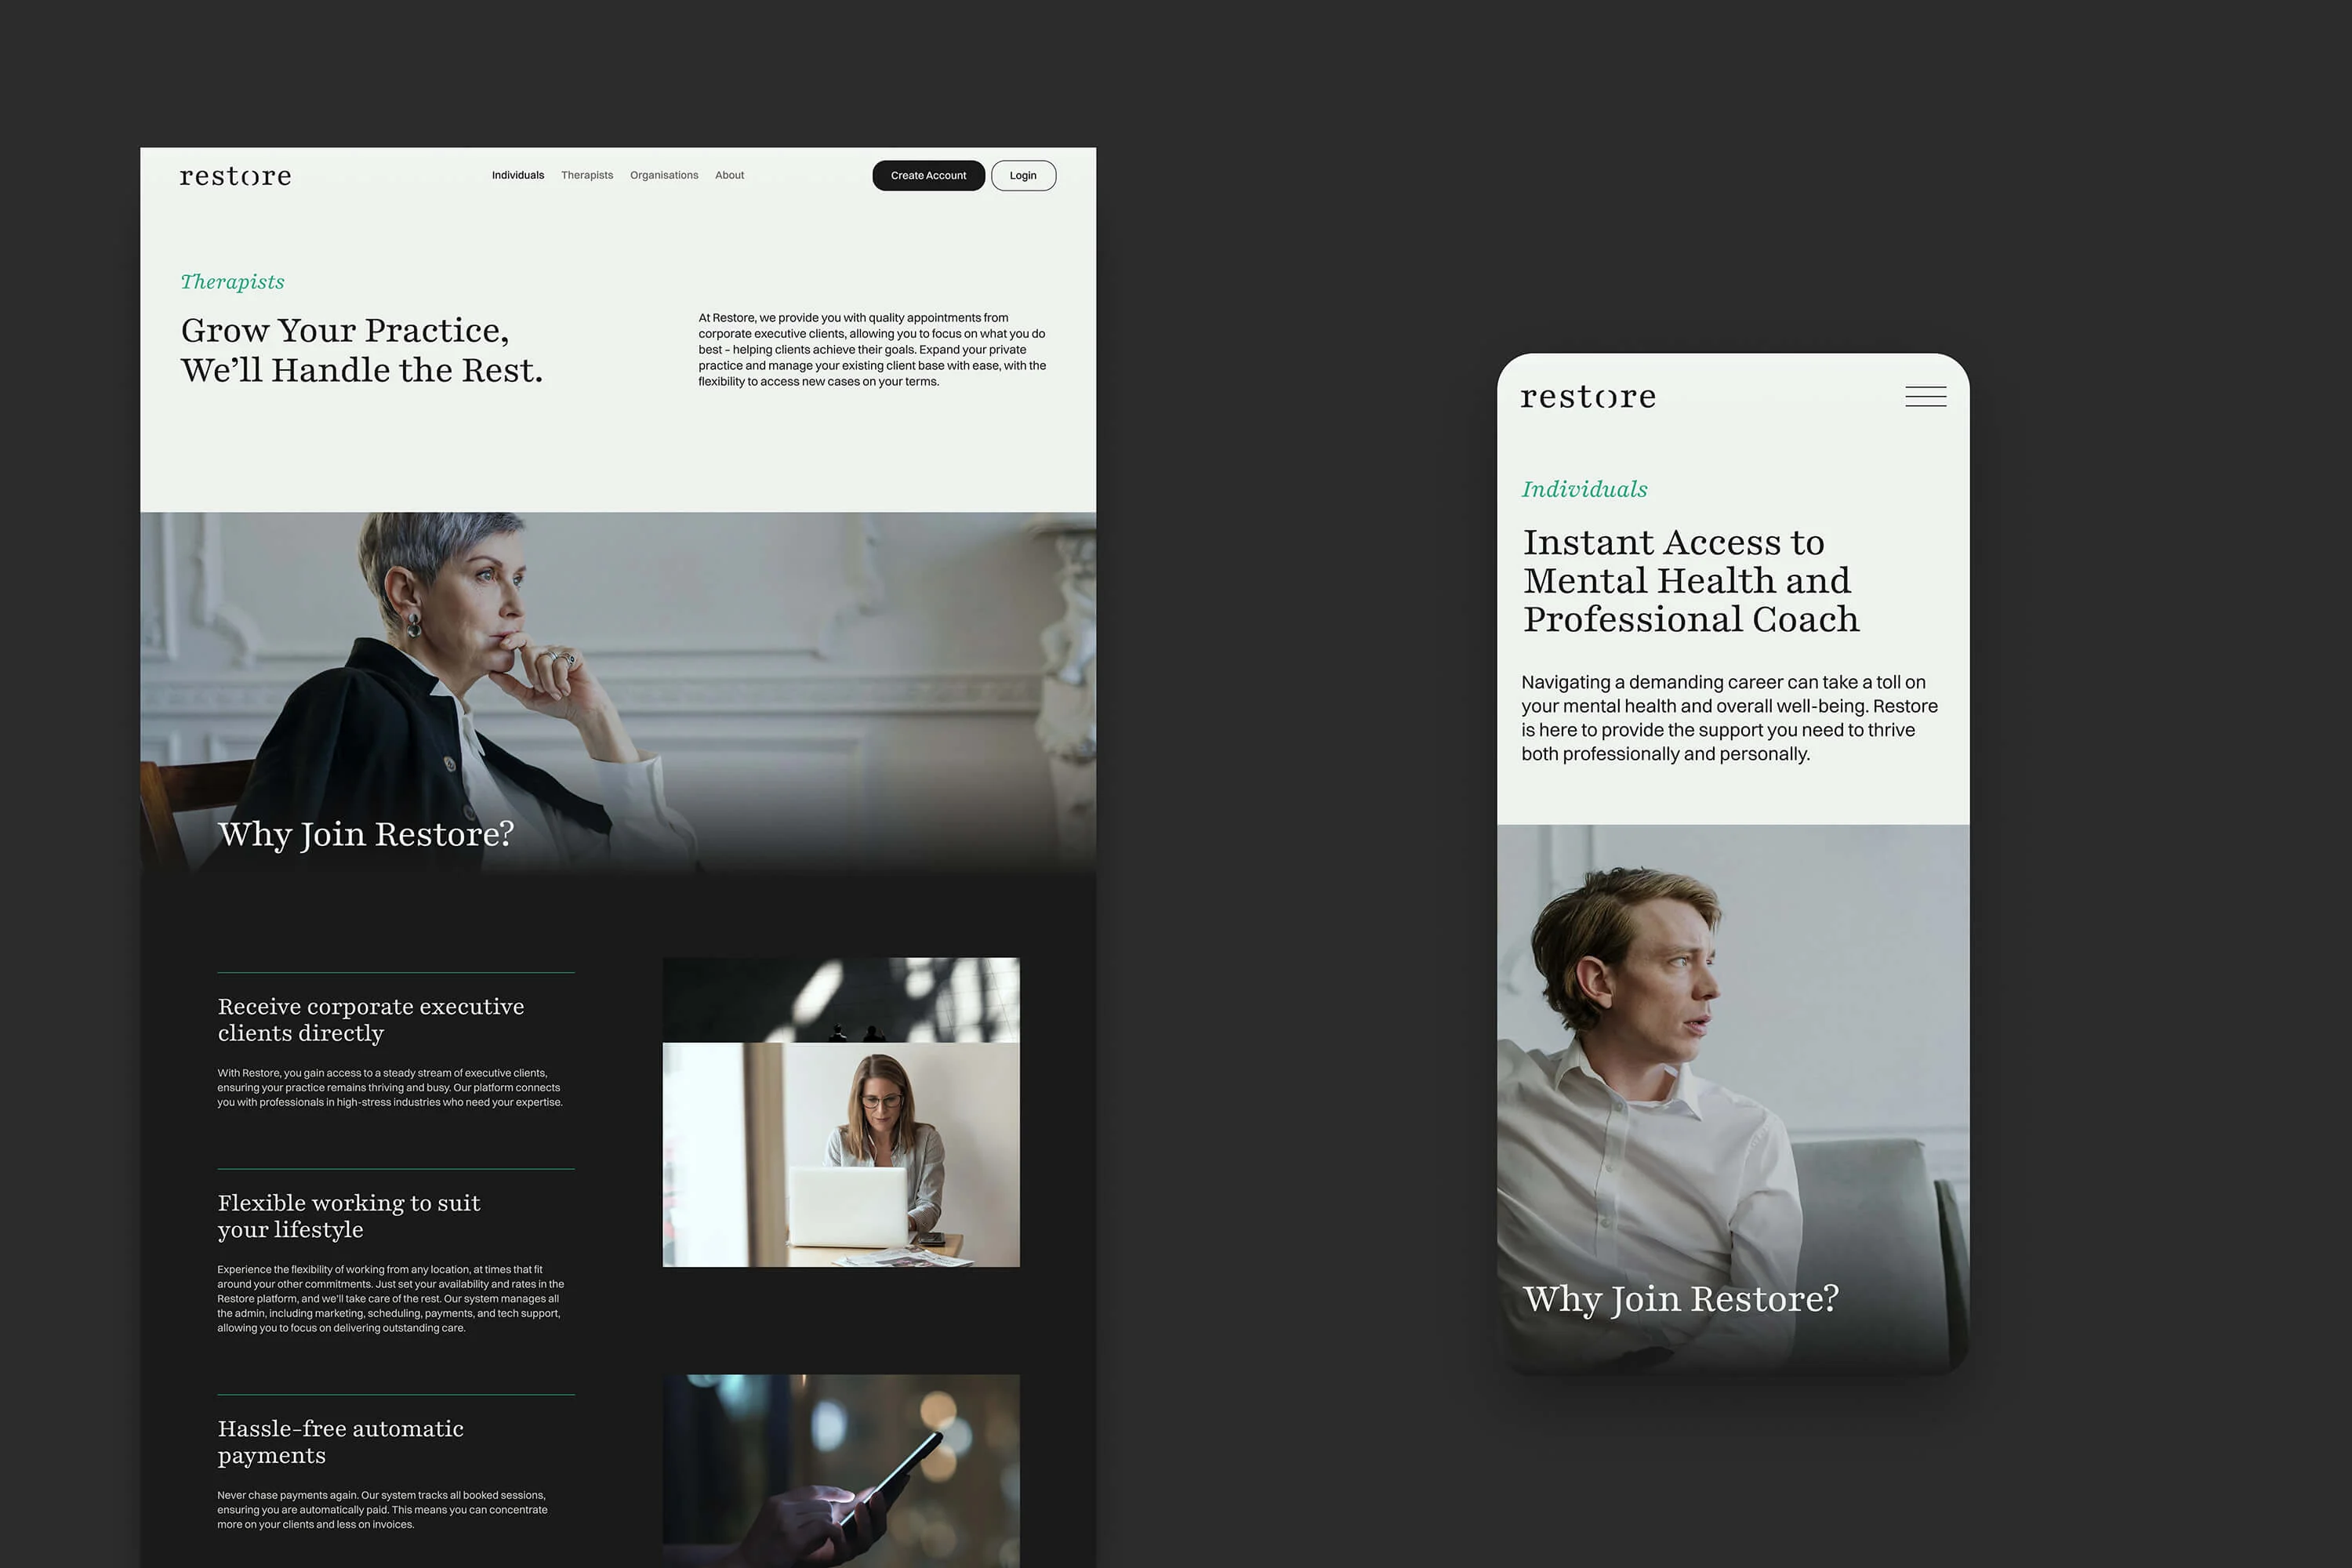 restore
Individuals Therapists Organisations About
Create Account Login
Therapists
Grow Your Practice,
We’ll Handle the Rest.
At Restore, we provide you with quality appointments from
corporate executive clients, allowing you to focus on what you do
best – helping clients achieve their goals. Expand your private
practice and manage your existing client base with ease, with the
flexibility to access new cases on your terms.
Why Join Restore?
Receive corporate executive
clients directly
With Restore, you gain access to a steady stream of executive clients,
ensuring your practice remains thriving and busy. Our platform connects
you with professionals in high-stress industries who need your expertise.
Flexible working to suit
your lifestyle
Experience the flexibility of working from any location, at times that fit
around your other commitments. Just set your availability and rates in the
Restore platform, and we’ll take care of the rest. Our system manages all
the admin, including marketing, scheduling, payments, and tech support,
allowing you to focus on delivering outstanding care.
Hassle-free automatic
payments
Never chase payments again. Our system tracks all booked sessions,
ensuring you are automatically paid. This means you can concentrate
more on your clients and less on invoices.
restore
Individuals
Instant Access to
Mental Health and
Professional Coach
Navigating a demanding career can take a toll on
your mental health and overall well-being. Restore
is here to provide the support you need to thrive
both professionally and personally.
Why Join Restore?